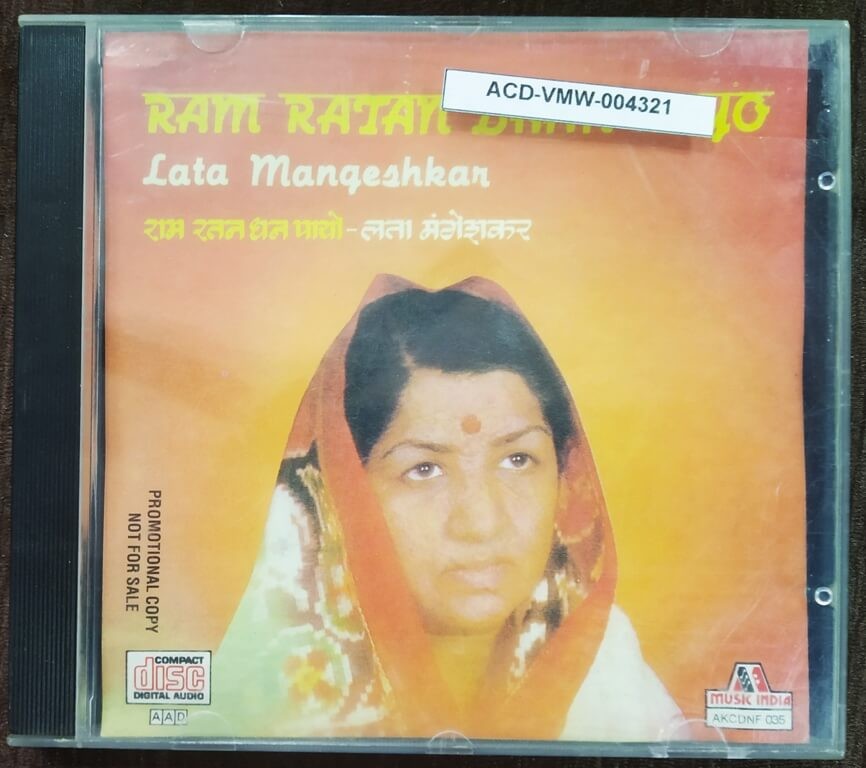 ACD-VMW-004321
RAM RATAN
Lata Mangeshkar
राम रतन धन पायो - लता मंगेशकर
PROMOTIONAL COPY
NOT FOR SALE
COMPACT
disc
DIGITAL AUDIO
AAD
MUSIC INDIA
AKCDNF 035